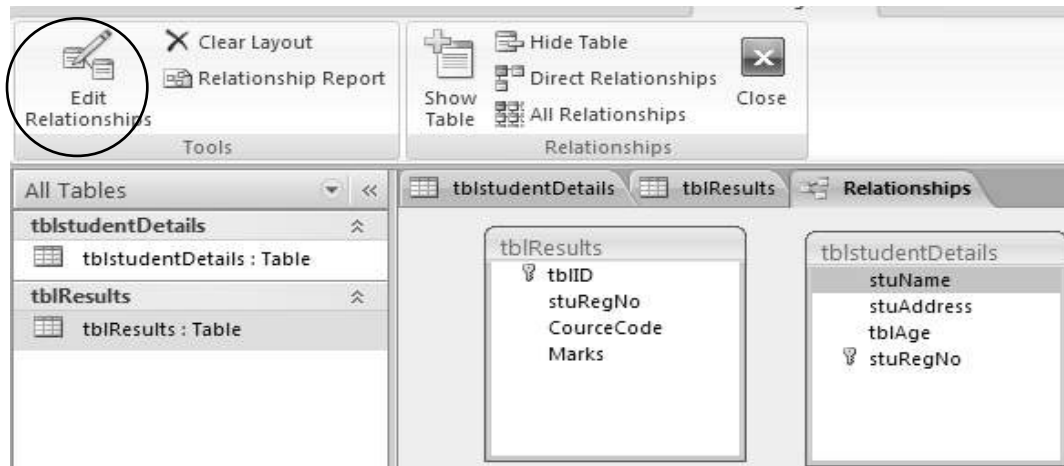 Clear Layout
Relationship Report
Edit
Relationships
Tools
Hide Table
Direct Relationships
All Relationships
Show
Table
Close
Relationships
All Tables
tblstudentDetails
tblstudentDetails : Table
tblResults
tblResults : Table
tblstudentDetails
tblResults
Relationships
tblResults
tblID
stuRegNo
CourceCode
Marks
tblstudentDetails
stuName
stuAddress
tblAge
stuRegNo